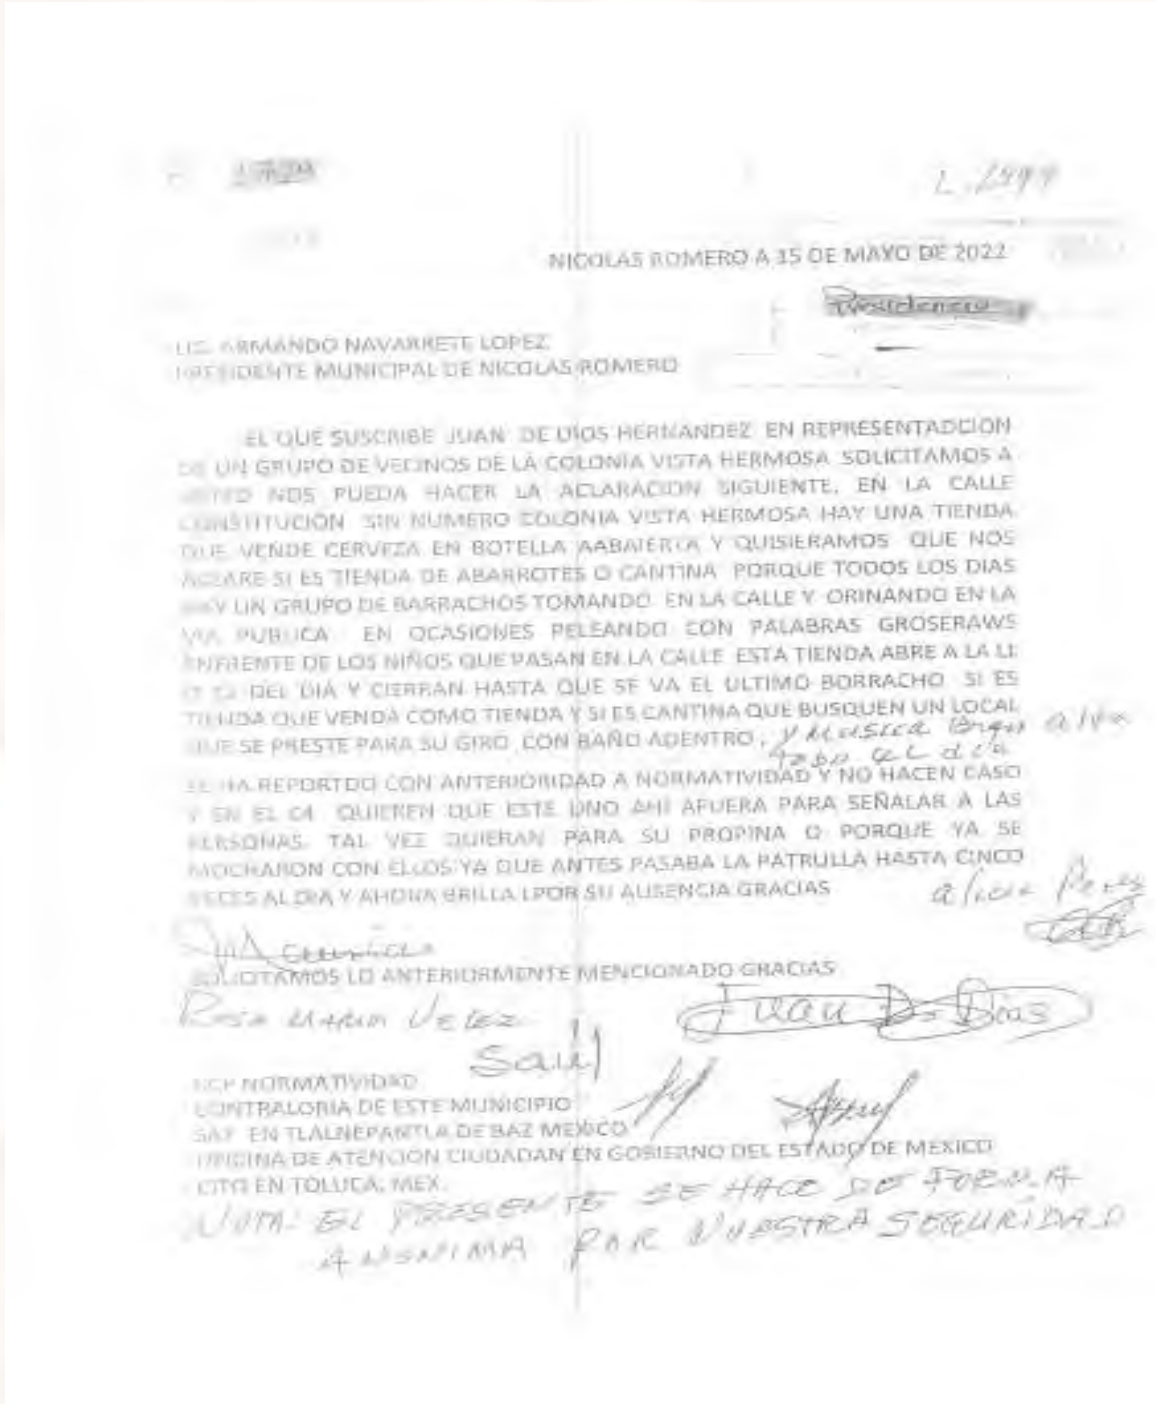 L. 1599
NICOLAS ROMERO A 15 DE MAYO DE 2022
Presidencia
LIC. ARMANDO NAVARRETE LOPEZ
PRESIDENTE MUNICIPAL DE NICOLAS ROMERO
EL QUE SUSCRIBE JUAN DE DIOS HERNANDEZ EN REPRESENTADCION
DE UN GRUPO DE VECINOS DE LA COLONIA VISTA HERMOSA SOLICITAMOS A
USTED NOS PUEDA HACER LA ACLARACION SIGUIENTE, EN LA CALLE
CONSTITUCIÓN SIN NUMERO COLONIA VISTA HERMOSA HAY UNA TIENDA
QUE VENDE CERVEZA EN BOTELLA AABAIERTA Y QUISIERAMOS QUE NOS
ACLARE SI ES TIENDA DE ABARROTES O CANTINA PORQUE TODOS LOS DIAS
HAY UN GRUPO DE BARRACHOS TOMANDO EN LA CALLE Y ORINANDO EN LA
VIA PUBLICA EN OCASIONES PELEANDO CON PALABRAS GROSERAWS
ENFRENTE DE LOS NIÑOS QUE PASAN EN LA CALLE ESTA TIENDA ABRE A LA
DEL DIA Y CIERRAN HASTA QUE SE VA EL ULTIMO BORRACHO SI ES
TIENDA QUE VENDA COMO TIENDA Y SI ES CANTINA QUE BUSQUEN UN LOCAL
QUE SE PRESTE PARA SU GIRO CON BAÑO ADENTRO, y musica alta
todo el dia
SE HA REPORTDO CON ANTERIORIDAD A NORMATIVIDAD Y NO HACEN CASO
Y EN EL C4 QUIEREN QUE ESTE UNO AHÍ AFUERA PARA SEÑALAR A LAS
PERSONAS. TAL VEZ QUIERAN PARA SU PROPINA O PORQUE YA SE
MOCHARON CON ELLOS YA QUE ANTES PASABA LA PATRULLA HASTA CINCO
VECES AL DIA Y AHORA BRILLA LPOR SU AUSENCIA GRACIAS
alicia Perez
SOLICITAMOS LO ANTERIORMENTE MENCIONADO GRACIAS
ROSA MARIA VELEZ
Juan D Dios
Saul
CCP NORMATIVIDAD
CONTRALORIA DE ESTE MUNICIPIO
SAT EN TLALNEPANTLA DE BAZ MEXICO
OFICINA DE ATENCIÓN CIUDADAN EN GOBIERNO DEL ESTADO DE MEXICO
CITO EN TOLUCA, MEX.
NOTA: EL PRESENTE SE HACE DE FORMA
ANONIMA POR NUESTRA SEGURIDAD